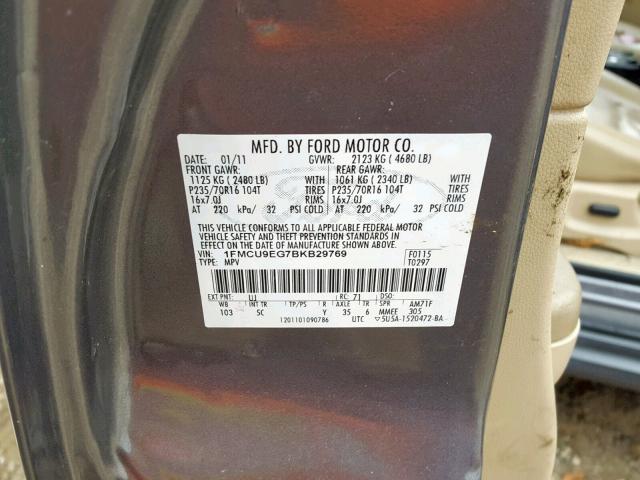 MFD. BY FORD MOTOR CO.
DATE: 01/11 GVWR: 2123 KG ( 4680 LB)
FRONT GAWR: REAR GAWR:
1125 KG ( 2480 LB) 1061 KG ( 2340 LB)
P235/70R16 104T TIRES P235/70R16 104T
16x7.0J RIMS 16x7.0J
TIRES
RIMS
AT 220 kPa/ 32 PSI COLD AT 220 kPa/ 32 PSI COLD
THIS VEHICLE CONFORMS TO ALL APPLICABLE FEDERAL MOTOR
VEHICLE SAFETY AND THEFT PREVENTION STANDARDS IN
EFFECT ON THE DATE OF MANUFACTURE SHOWN ABOVE.
VIN: 1FMCU9EG7BKB29769 F0115
TYPE: MPV T0297
EXT PNT: UJ RC: 71 DSO:
WB INT TR TP/PS R AXLE TR SPR AM71F
103 5C Y 35 6 MMEE 305
1201101090786 UTC ▽5U5A-1520472-BA